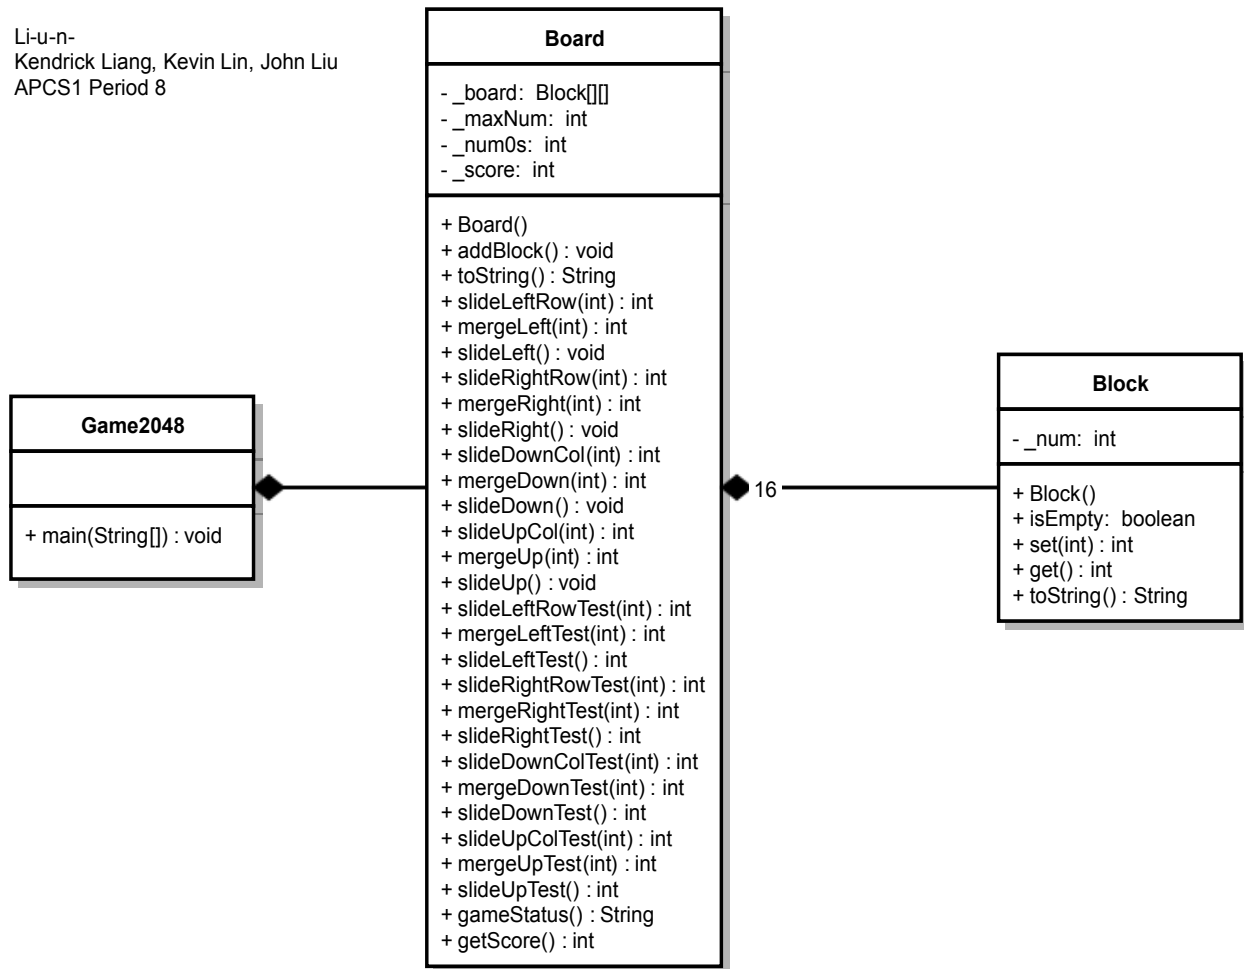 Li-u-n-
Kendrick Liang, Kevin Lin, John Liu
APCS1 Period 8
Board
- _board: Block[][]
- _maxNum: int
- _num0s: int
- _score: int
+ Board()
+ addBlock() : void
+ toString() : String
+ slideLeftRow(int) : int
+ mergeLeft(int) : int
+ slideLeft() : void
+ slideRightRow(int) : int
+ mergeRight(int) : int
+ slideRight() : void
+ slideDownCol(int) : int
+ mergeDown(int) : int
+ slideDown() : void
+ slideUpCol(int) : int
+ mergeUp(int) : int
+ slideUp() : void
+ slideLeftRowTest(int) : int
+ mergeLeftTest(int) : int
+ slideLeftTest() : int
+ slideRightRowTest(int) : int
+ mergeRightTest(int) : int
+ slideRightTest() : int
+ slideDownColTest(int) : int
+ mergeDownTest(int) : int
+ slideDownTest() : int
+ slideUpColTest(int) : int
+ mergeUpTest(int) : int
+ slideUpTest() : int
+ gameStatus() : String
+ getScore() : int
Game2048
+ main(String[]) : void
16
Block
- _num: int
+ Block()
+ isEmpty: boolean
+ set(int) : int
+ get() : int
+ toString() : String